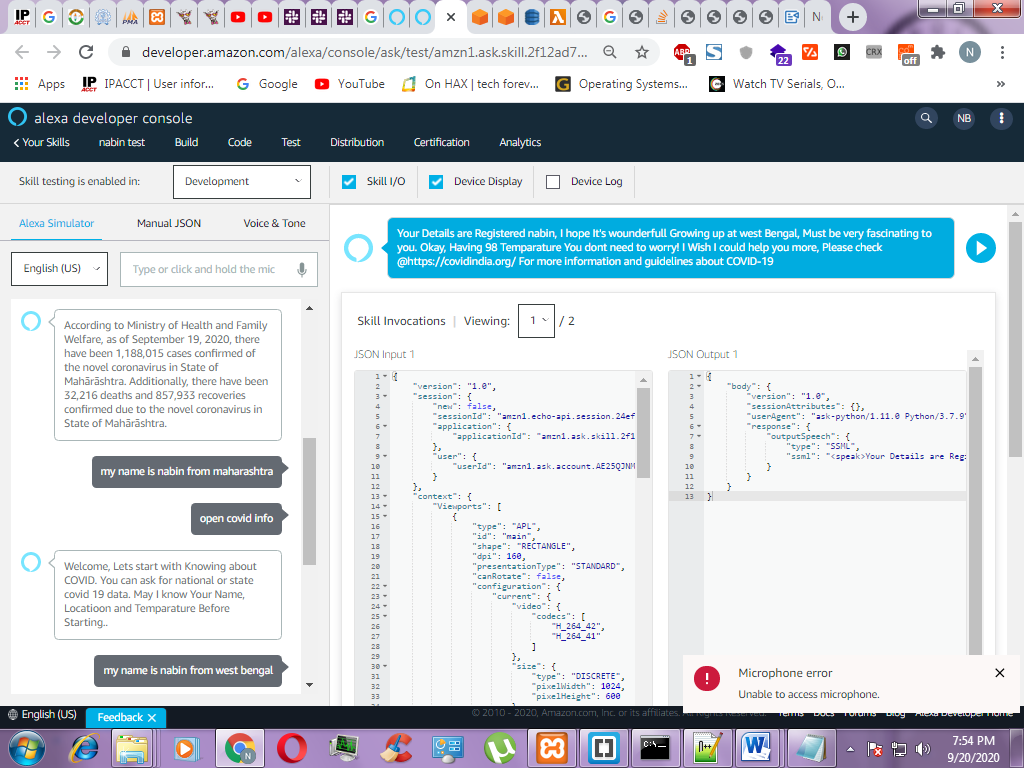 developer.amazon.com/alexa/console/ask/test/amzn1.ask.skill.2f12ad7...
ABP 1 22 CRX off N
Apps IPACCT | User infor... Google YouTube On HAX | tech forev... Operating Systems... Watch TV Serials, O... »
alexa developer console NB
Your Skills nabin test Build Code Test Distribution Certification Analytics
Skill testing is enabled in: Development Skill I/O Device Display Device Log
Alexa Simulator Manual JSON Voice & Tone
English (US) Type or click and hold the mic
According to Ministry of Health and Family
Welfare, as of September 19, 2020, there
have been 1,188,015 cases confirmed of
the novel coronavirus in State of
Mahārāshtra. Additionally, there have been
32,216 deaths and 857,933 recoveries
confirmed due to the novel coronavirus in
State of Mahārāshtra.
my name is nabin from maharashtra
open covid info
Welcome, Lets start with Knowing about
COVID. You can ask for national or state
covid 19 data. May I know Your Name,
Locatioon and Temparature Before
Starting..
my name is nabin from west bengal
Your Details are Registered nabin, I hope It's wounderfull Growing up at west Bengal, Must be very fascinating to
you. Okay, Having 98 Temparature You dont need to worry! I Wish I could help you more, Please check
@https://covidindia.org/ For more information and guidelines about COVID-19
Skill Invocations | Viewing: 1 / 2
JSON Input 1
1 {
2 "version": "1.0",
3 "session": {
4 "new": false,
5 "sessionId": "amzn1.echo-api.session.24ef
6 "application": {
7 "applicationId": "amzn1.ask.skill.2f1
8 },
9 "user": {
10 "userId": "amzn1.ask.account.AE25QJNM
11 }
12 },
13 "context": {
14 "Viewports": [
15 {
16 "type": "APL",
17 "id": "main",
18 "shape": "RECTANGLE",
19 "dpi": 160,
20 "presentationType": "STANDARD",
21 "canRotate": false,
22 "configuration": {
23 "current": {
24 "video": {
25 "codecs": [
26 "H_264_42",
27 "H_264_41"
28 ]
29 },
30 "size": {
31 "type": "DISCRETE",
32 "pixelWidth": 1024,
33 "pixelHeight": 600
JSON Output 1
1 {
2 "body": {
3 "version": "1.0",
4 "sessionAttributes": {},
5 "userAgent": "ask-python/1.11.0 Python/3.7.9
6 "response": {
7 "outputSpeech": {
8 "type": "SSML",
9 "ssml": "<speak>Your Details are Reg
10 }
11 }
12 }
13 }
Microphone error
Unable to access microphone.
English (US) Feedback ✕ © 2010 - 2020, Amazon.com, Inc. or its affiliates. All Rights Reserved. Terms Docs Forums Blog Alexa Developer Home
7:54 PM
9/20/2020